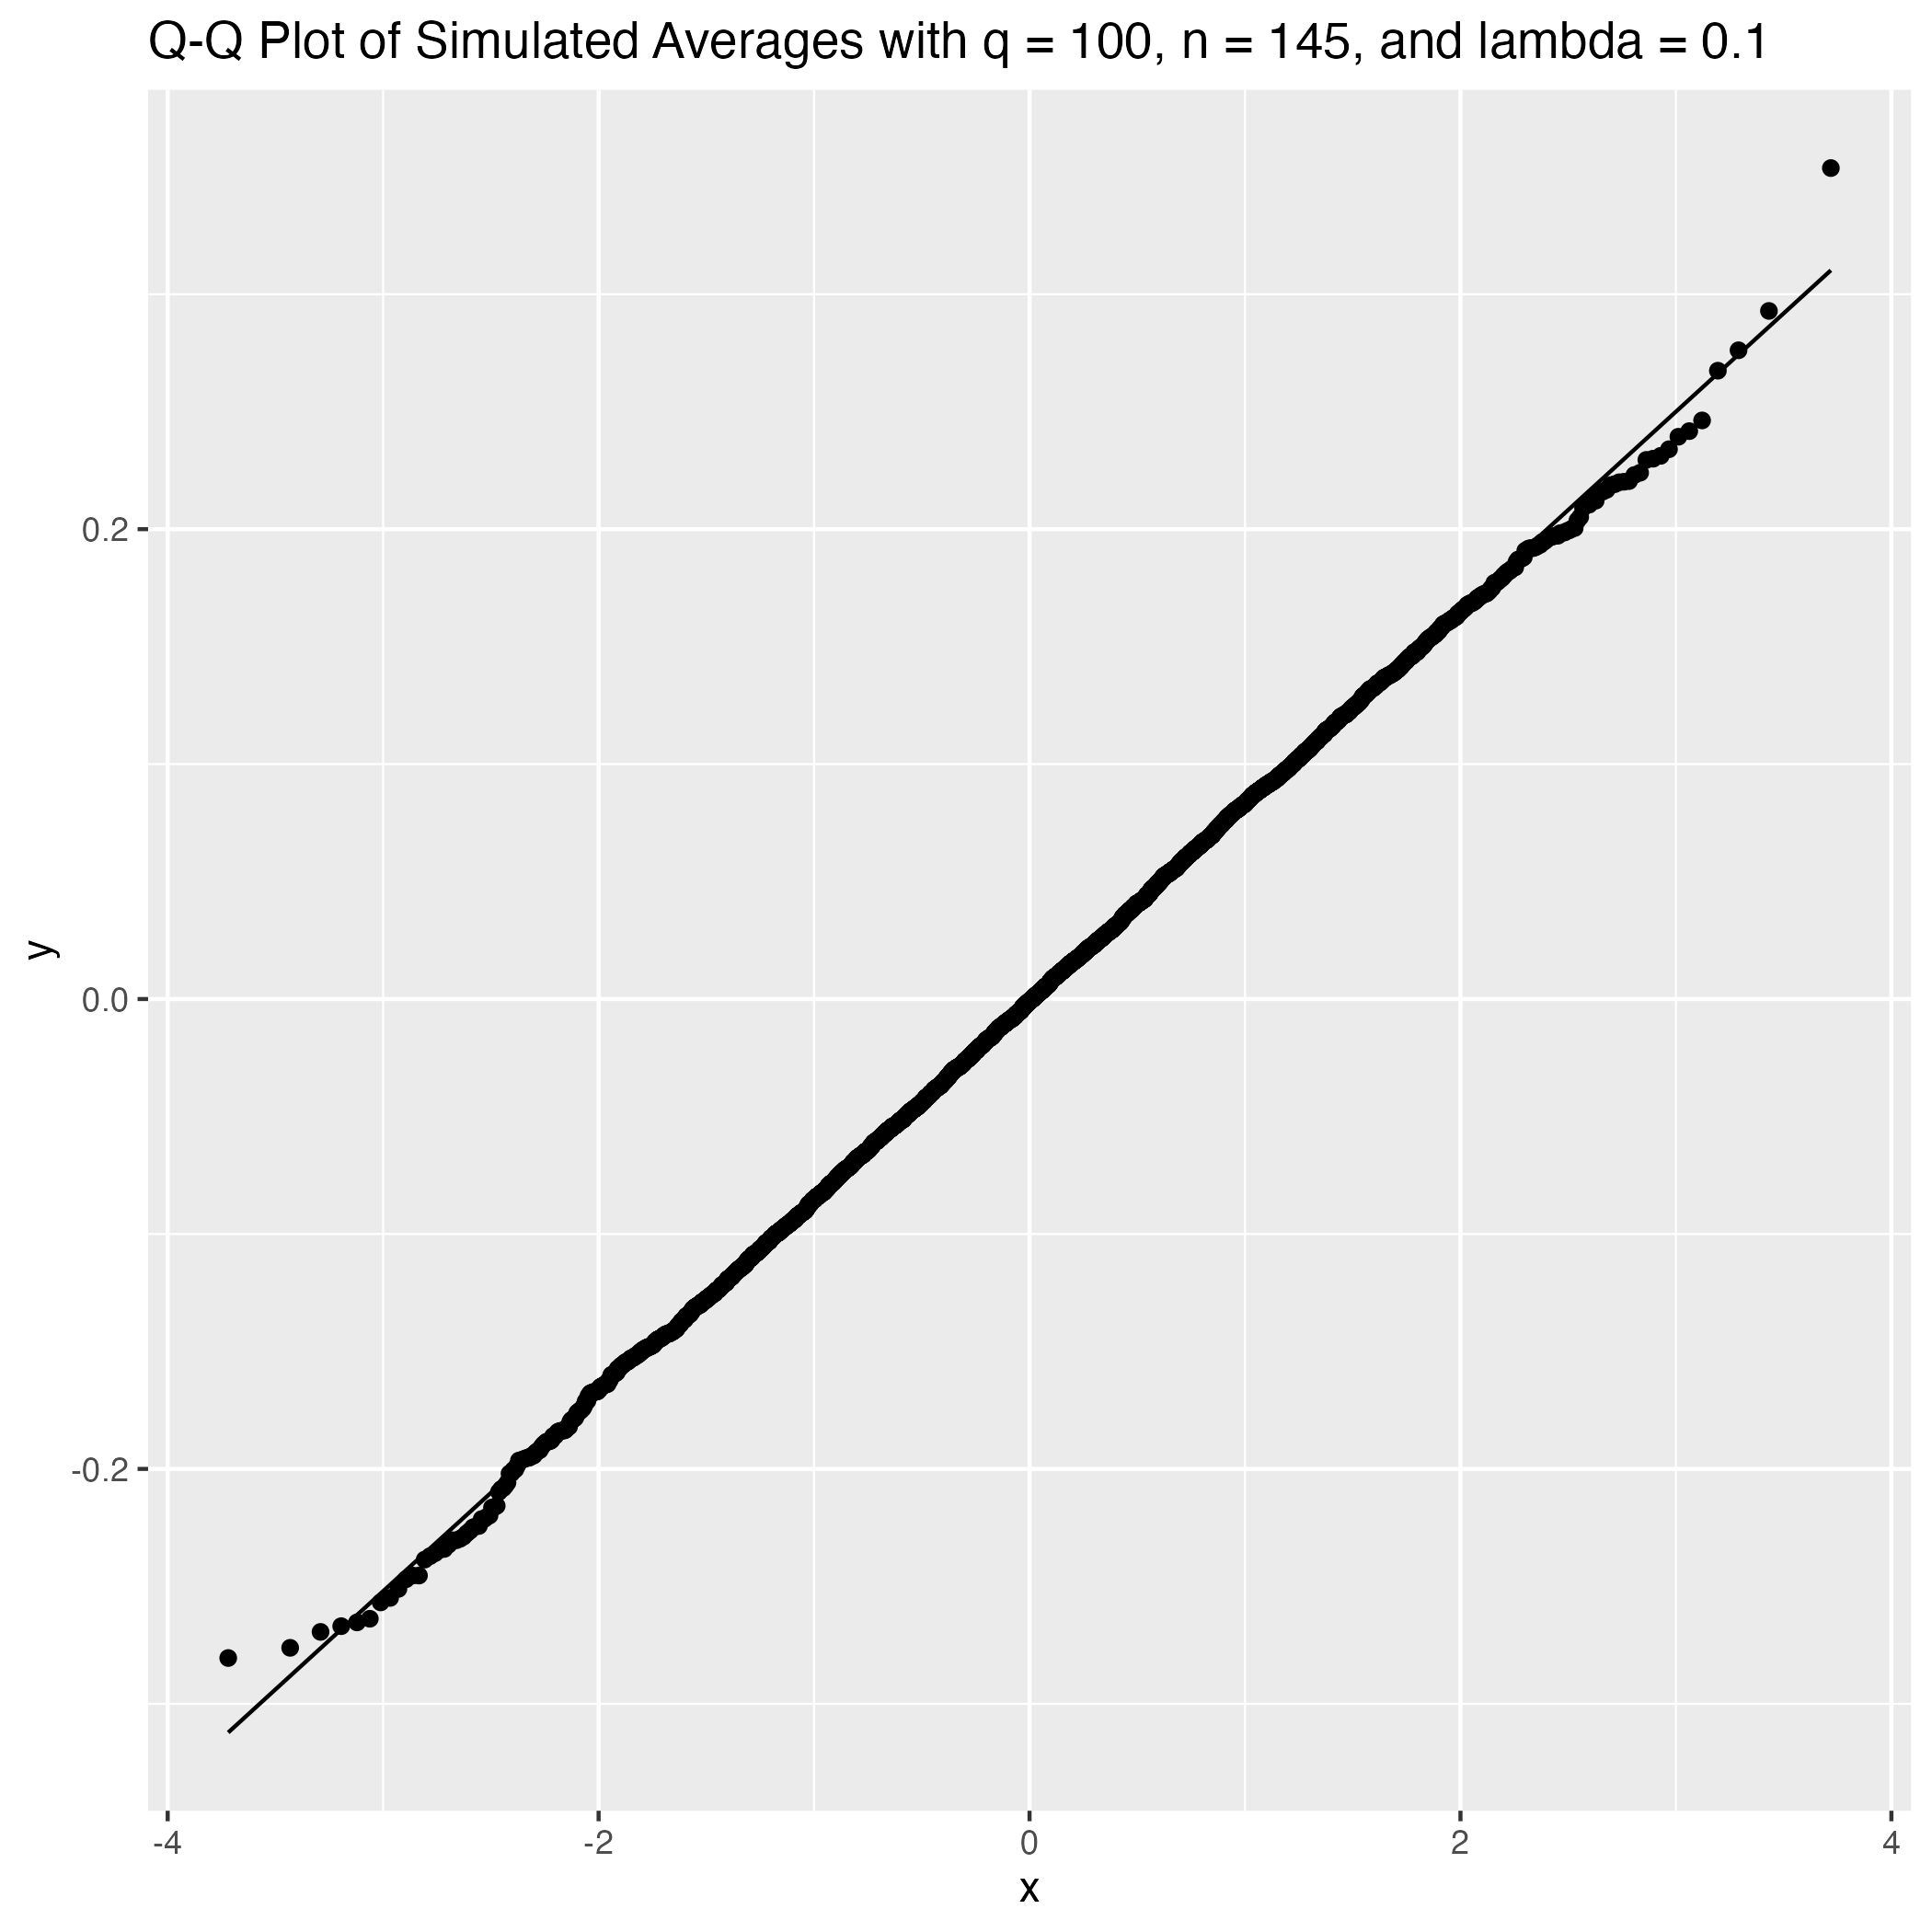 Q-Q Plot of Simulated Averages with q = 100, n = 145, and lambda = 0.1
y
0.2
0.0
-0.2
-4
-2
0
2
4
x